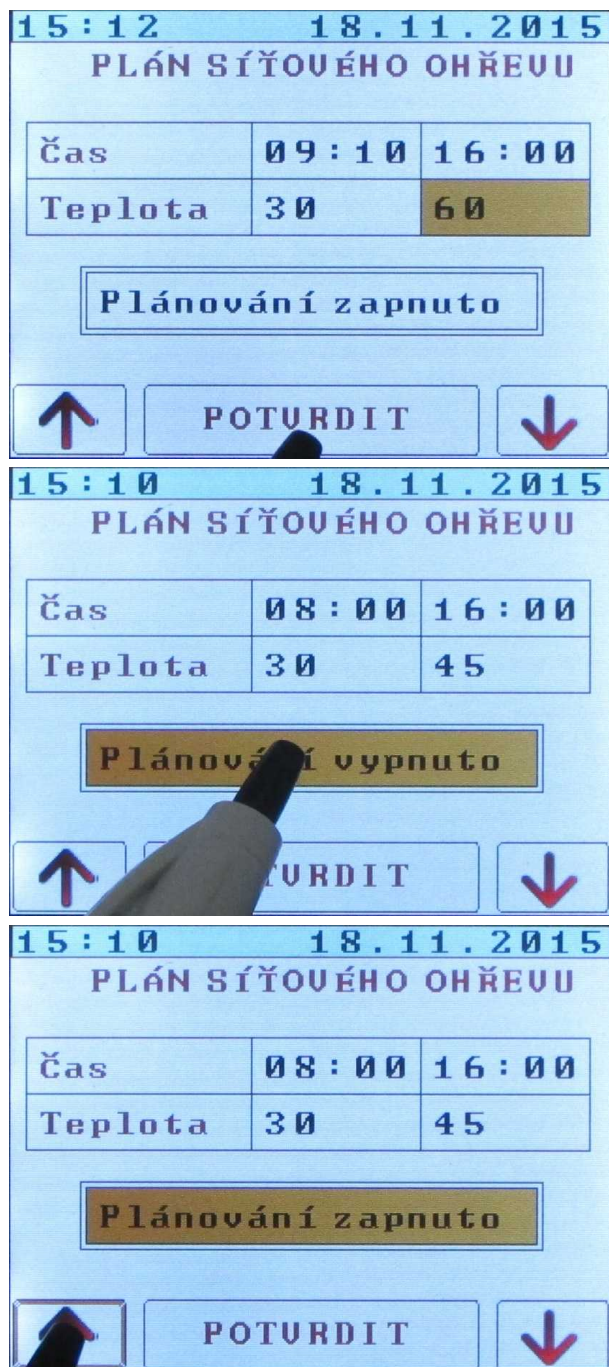 15:12 18.11.2015
PLÁN SÍŤOVÉHO OHŘEVU
Čas 09:10 16:00
Teplota 30 60
Plánování zapnuto
POTVRDIT
15:10 18.11.2015
PLÁN SÍŤOVÉHO OHŘEVU
Čas 08:00 16:00
Teplota 30 45
vypnuto
15:10 18.11.2015
PLÁN SÍŤOVÉHO OHŘEVU
Čas 08:00 16:00
Teplota 30 45
Plánování zapnuto
POTVRDIT